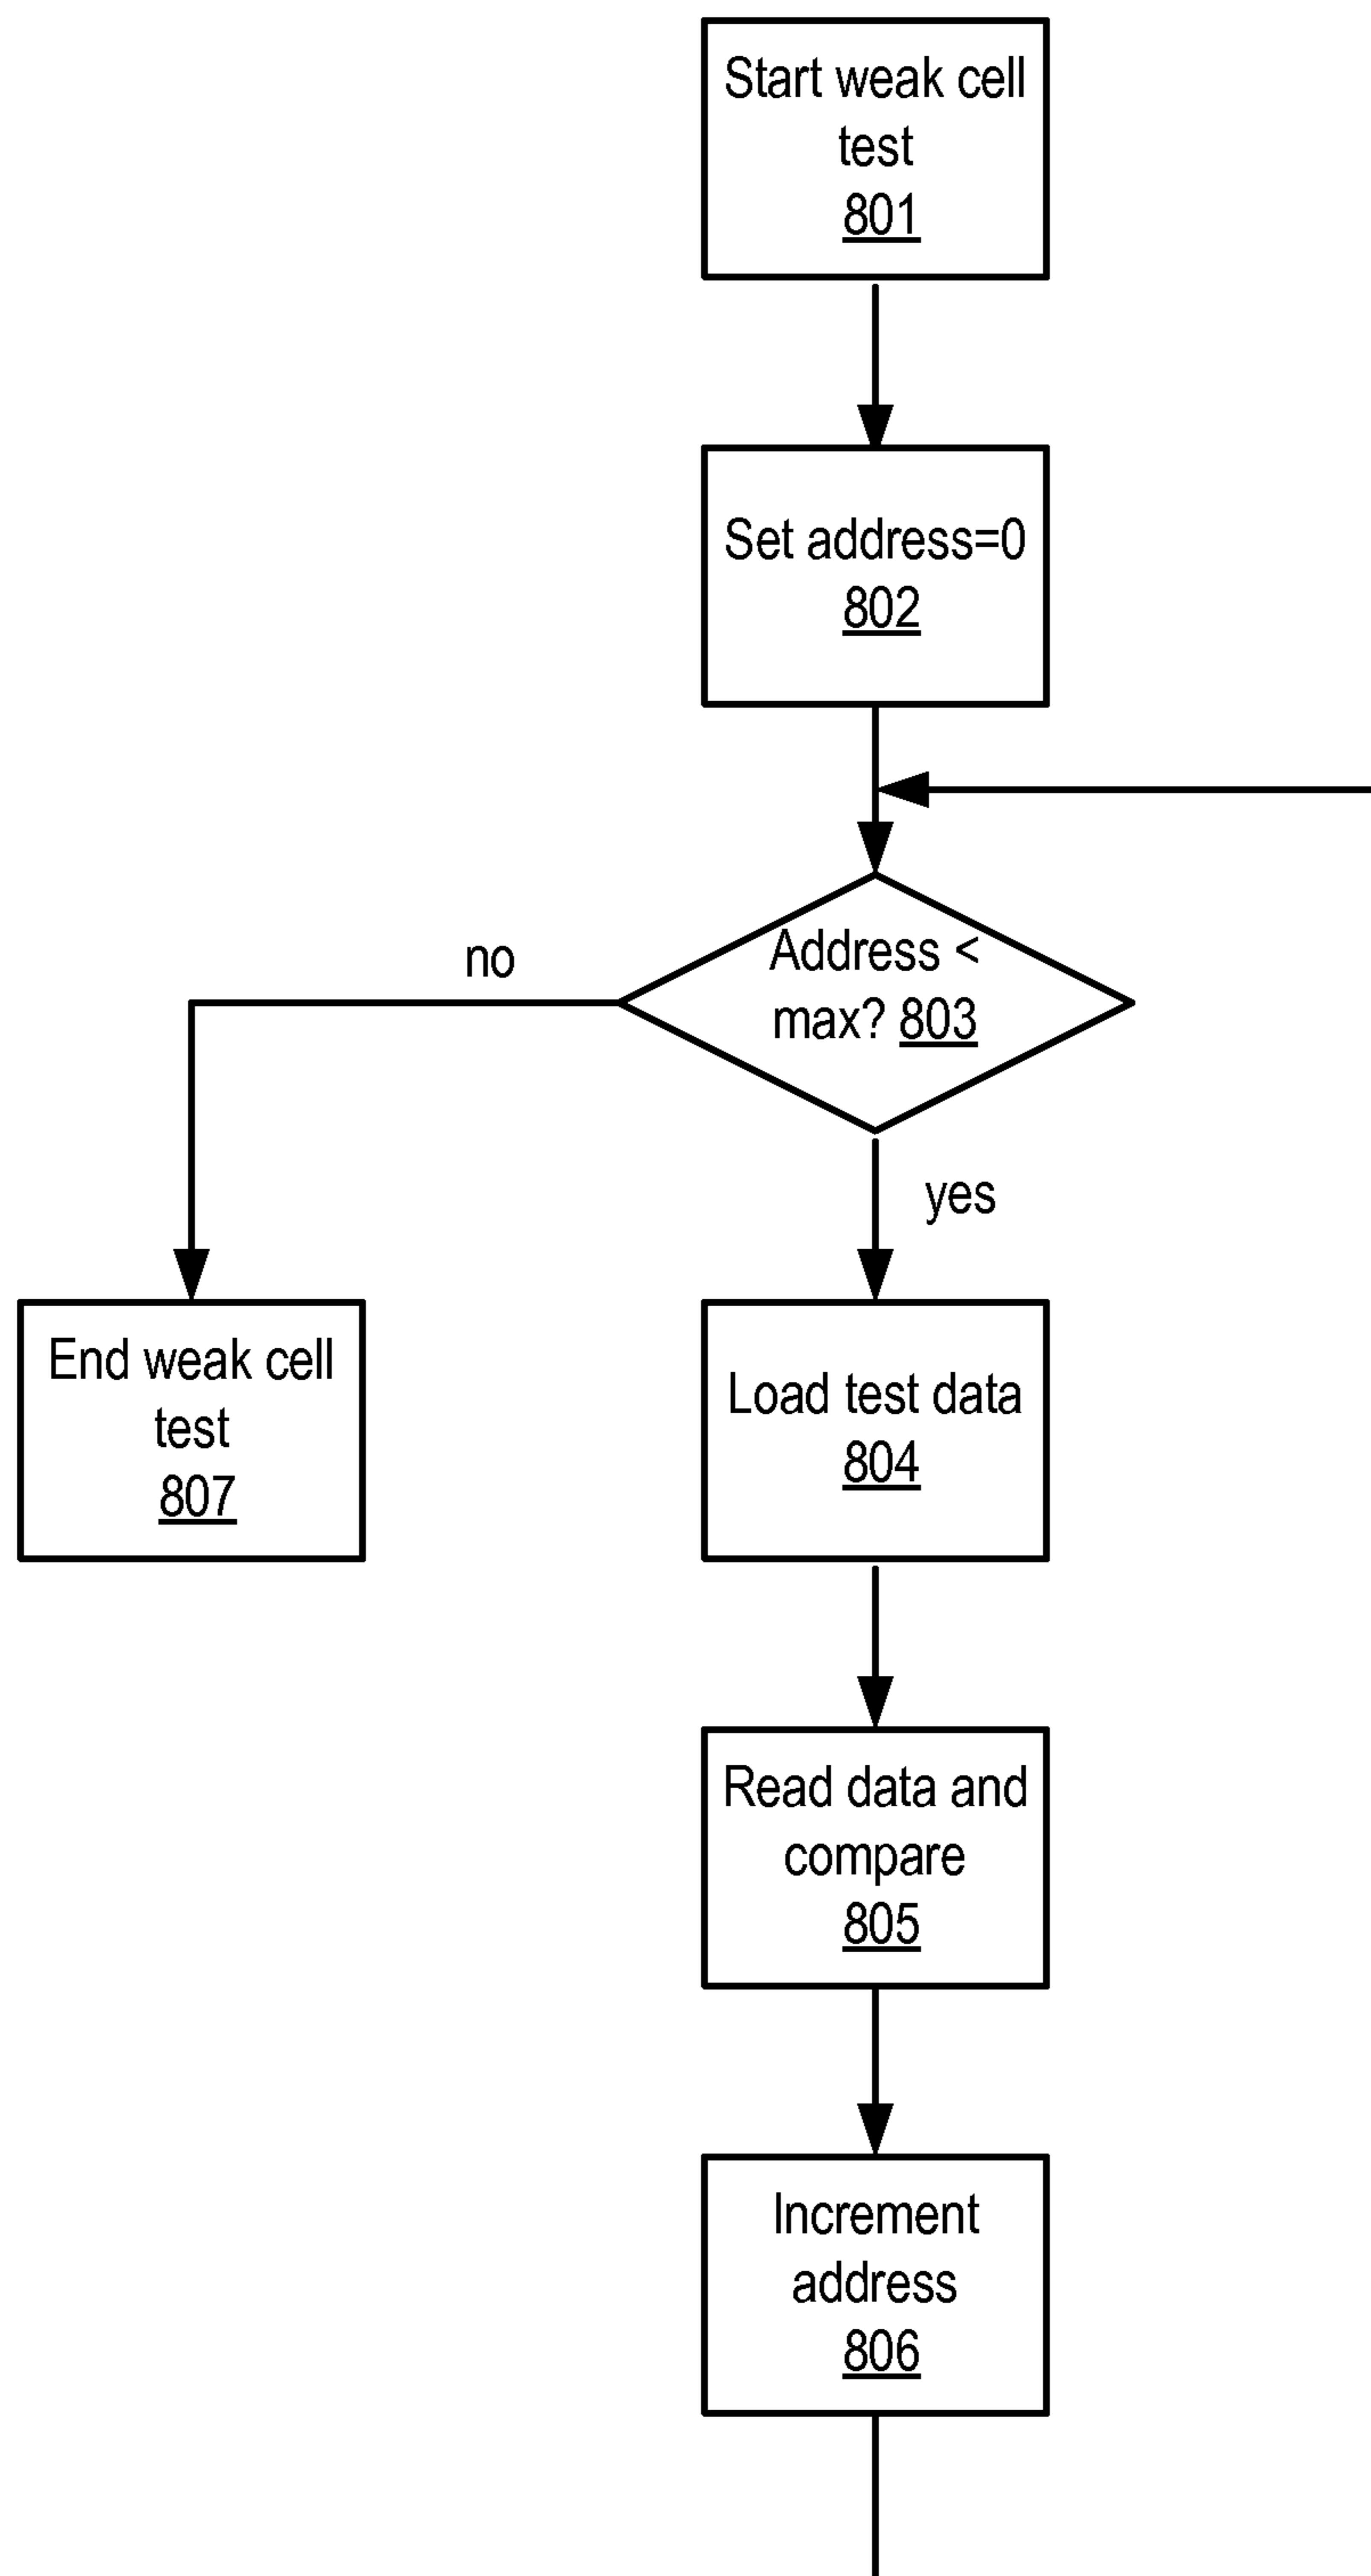 Start weak cell
test
801
Set address=0
802
Address <
max? 803
no
yes
End weak cell
test
807
Load test data
804
Read data and
compare
805
Increment
address
806